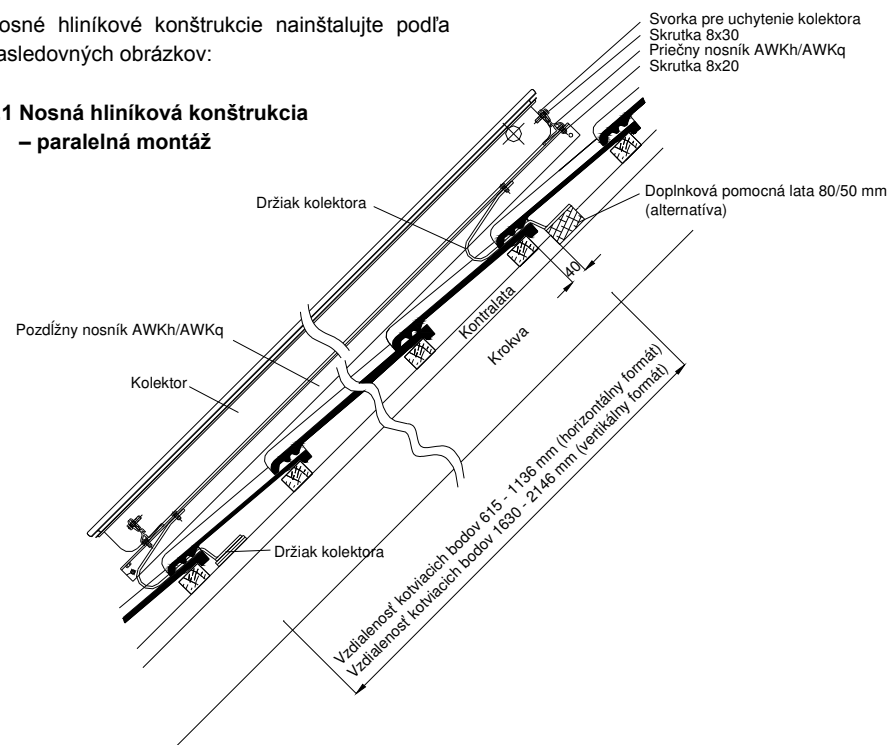 osné hliníkové konštrukcie nainštalujte podľa
asledovných obrázkov:
.1 Nosná hliníková konštrukcia
– paralelná montáž
Svorka pre uchytenie kolektora
Skrutka 8x30
Priečny nosník AWKh/AWKq
Skrutka 8x20
Držiak kolektora
Doplnková pomocná lata 80/50 mm
(alternatíva)
40
Kontralata
Krokva
Pozdĺžny nosník AWKh/AWKq
Kolektor
Držiak kolektora
Vzdialenosť kotviacich bodov 615 - 1136 mm (horizontálny formát)
Vzdialenosť kotviacich bodov 1630 - 2146 mm (vertikálny formát)